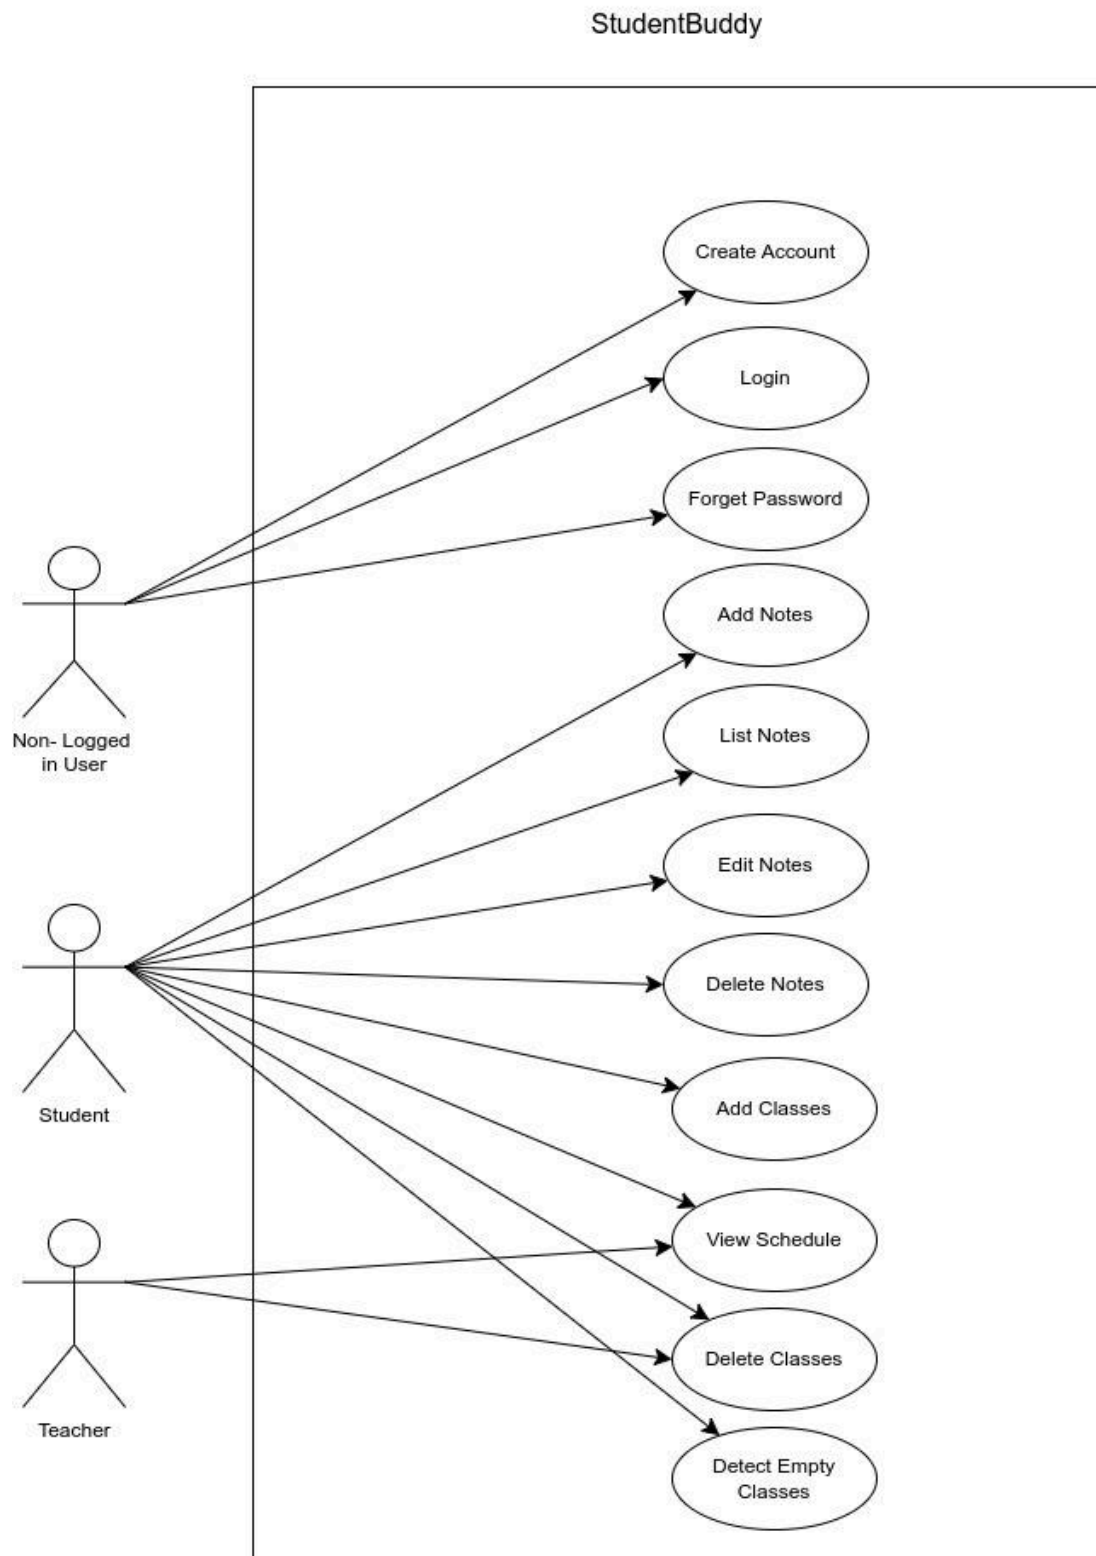 StudentBuddy
Create Account
Login
Forget Password
Add Notes
Non- Logged
in User
List Notes
Edit Notes
Delete Notes
Student
Add Classes
View Schedule
Delete Classes
Teacher
Detect Empty
Classes